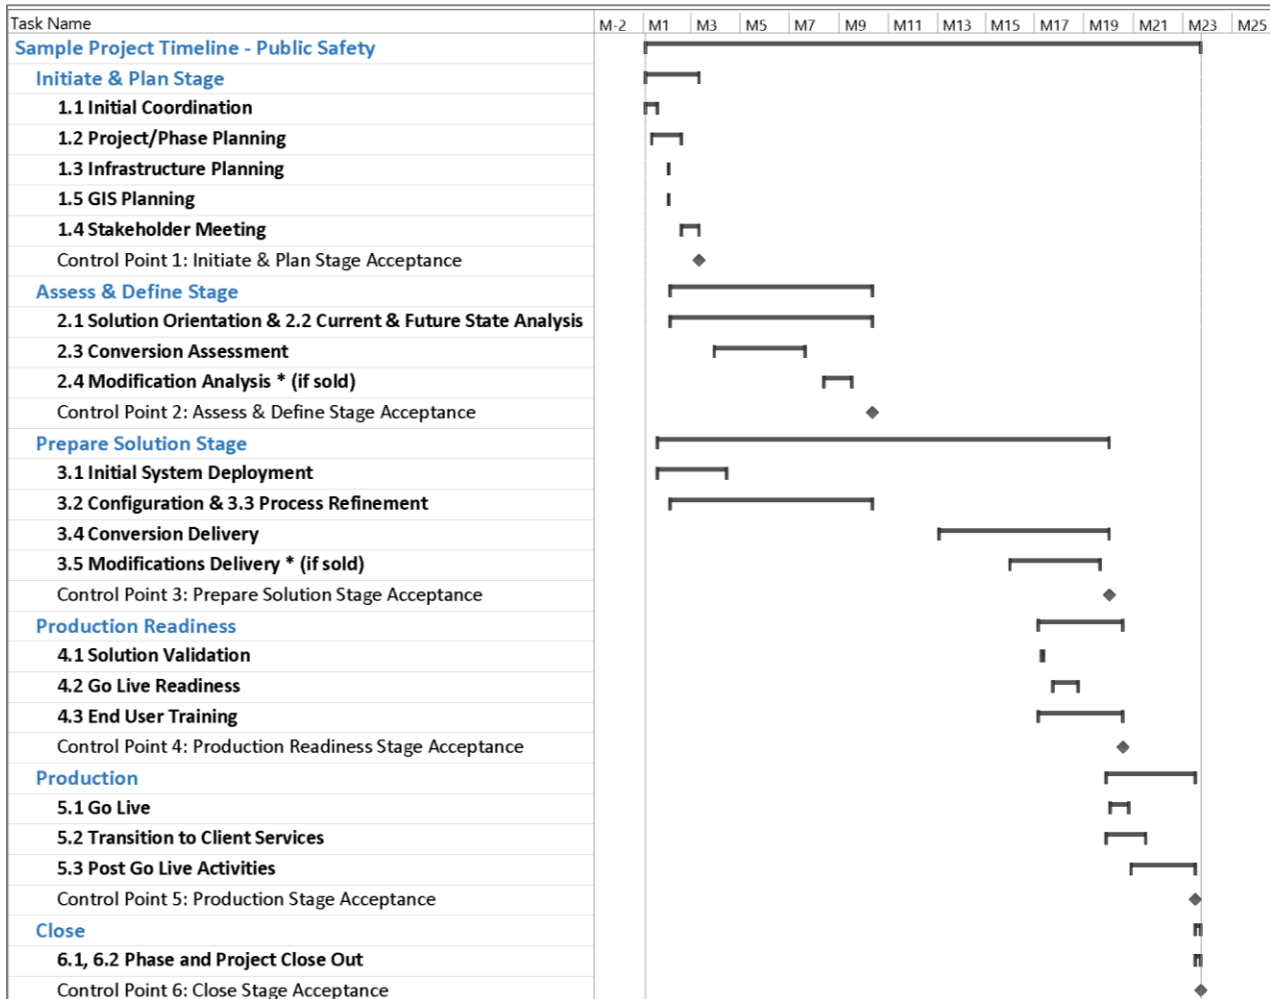 Task Name M-2 M1 M3 M5 M7 M9 M11 M13 M15 M17 M19 M21 M23 M25
Sample Project Timeline - Public Safety
Initiate & Plan Stage
1.1 Initial Coordination
1.2 Project/Phase Planning
1.3 Infrastructure Planning
1.5 GIS Planning
1.4 Stakeholder Meeting
Control Point 1: Initiate & Plan Stage Acceptance
Assess & Define Stage
2.1 Solution Orientation & 2.2 Current & Future State Analysis
2.3 Conversion Assessment
2.4 Modification Analysis * (if sold)
Control Point 2: Assess & Define Stage Acceptance
Prepare Solution Stage
3.1 Initial System Deployment
3.2 Configuration & 3.3 Process Refinement
3.4 Conversion Delivery
3.5 Modifications Delivery * (if sold)
Control Point 3: Prepare Solution Stage Acceptance
Production Readiness
4.1 Solution Validation
4.2 Go Live Readiness
4.3 End User Training
Control Point 4: Production Readiness Stage Acceptance
Production
5.1 Go Live
5.2 Transition to Client Services
5.3 Post Go Live Activities
Control Point 5: Production Stage Acceptance
Close
6.1, 6.2 Phase and Project Close Out
Control Point 6: Close Stage Acceptance